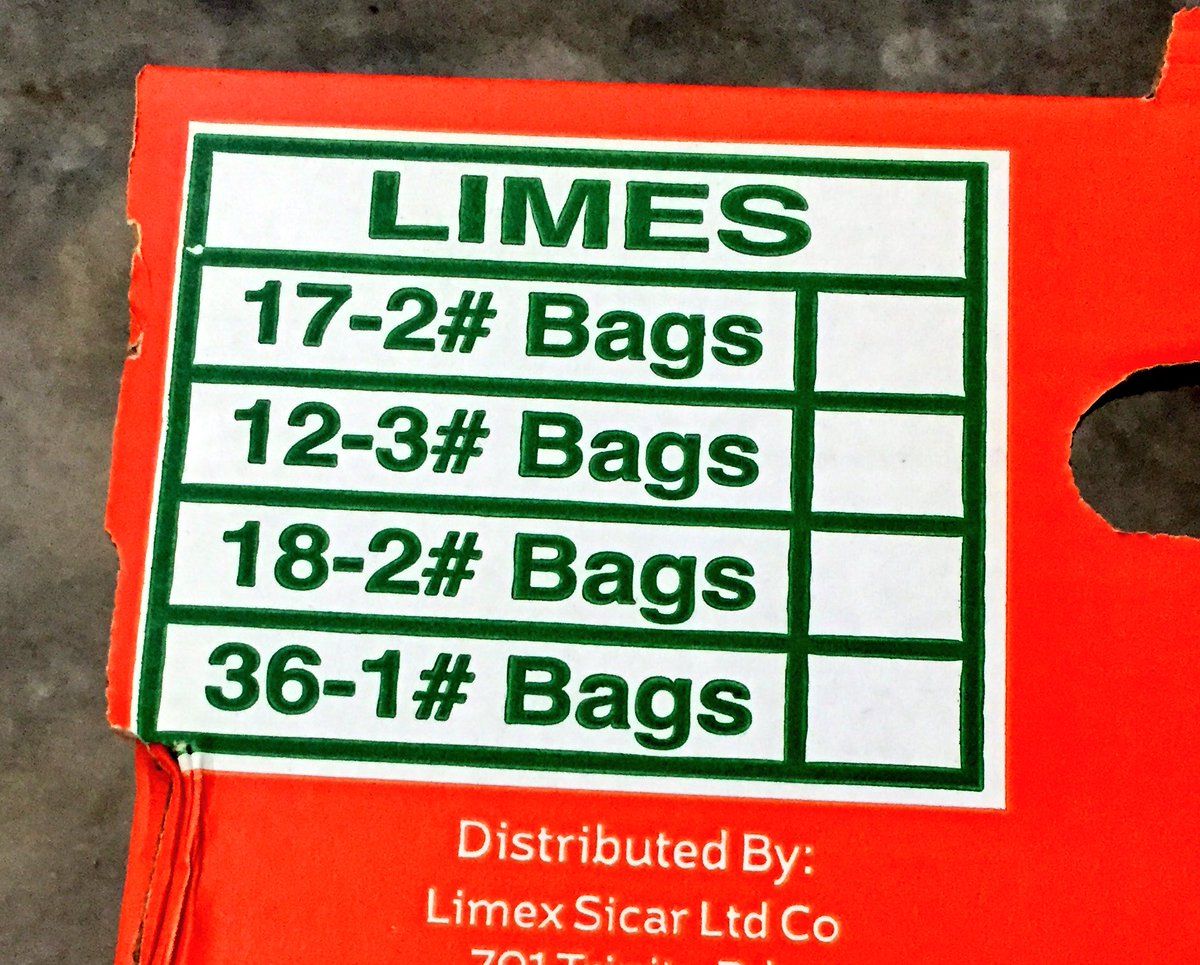 LIMES
17-2# Bags
12-3# Bags
18-2# Bags
36-1# Bags
Distributed By:
Limex Sicar Ltd Co